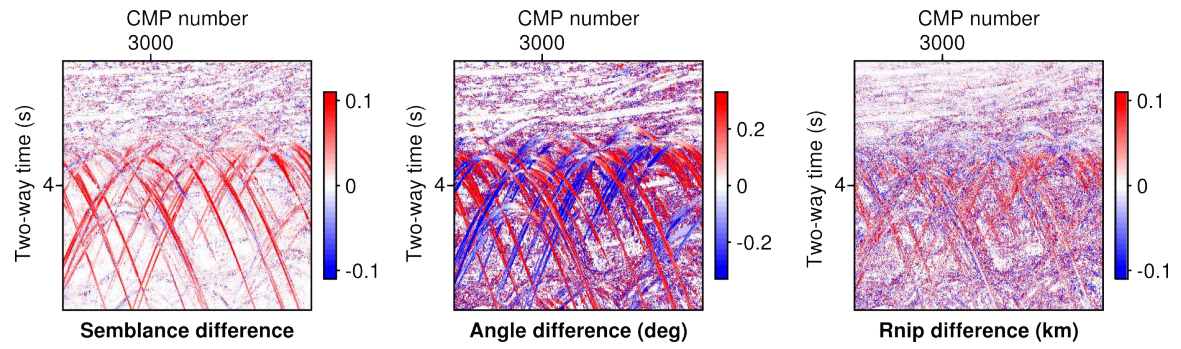 CMP number
3000
Two-way time (s)
4
0.1
0
-0.1
Semblance difference
CMP number
3000
Two-way time (s)
4
0.2
0
-0.2
Angle difference (deg)
CMP number
3000
Two-way time (s)
4
0.1
0
-0.1
Rnip difference (km)